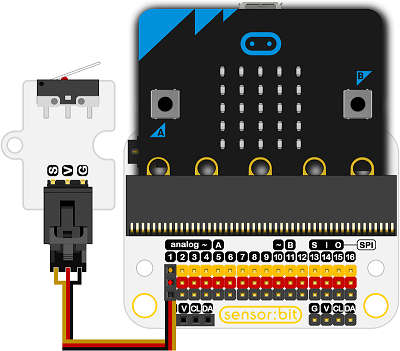 B
A
S V G
analog ~ A ~ B S I O SPI
1 2 3 4 5 6 7 8 9 10 11 12 13 14 15 16
V CL DA sensor:bit G V CL DA